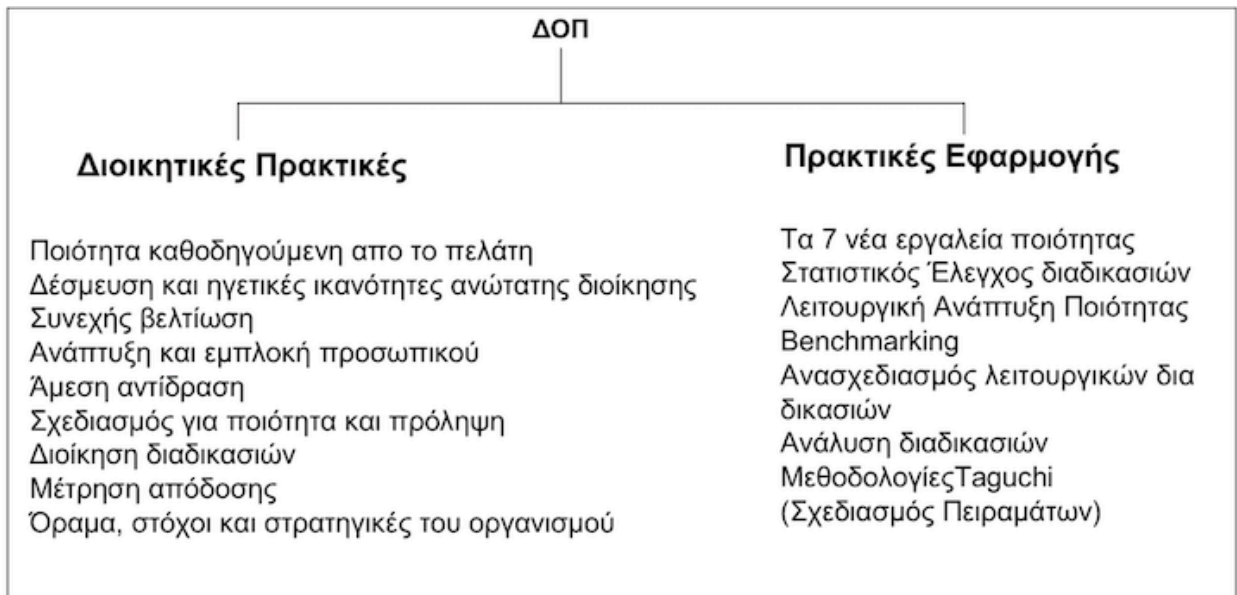 ΔΟΠ
Διοικητικές Πρακτικές
Ποιότητα καθοδηγούμενη απο το πελάτη
Δέσμευση και ηγετικές ικανότητες ανώτατης διοίκησης
Συνεχής βελτίωση
Ανάπτυξη και εμπλοκή προσωπικού
Άμεση αντίδραση
Σχεδιασμός για ποιότητα και πρόληψη
Διοίκηση διαδικασιών
Μέτρηση απόδοσης
Όραμα, στόχοι και στρατηγικές του οργανισμού
Πρακτικές Εφαρμογής
Τα 7 νέα εργαλεία ποιότητας
Στατιστικός Έλεγχος διαδικασιών
Λειτουργική Ανάπτυξη Ποιότητας
Benchmarking
Ανασχεδιασμός λειτουργικών δια
δικασιών
Ανάλυση διαδικασιών
ΜεθοδολογίεςTaguchi
(Σχεδιασμός Πειραμάτων)